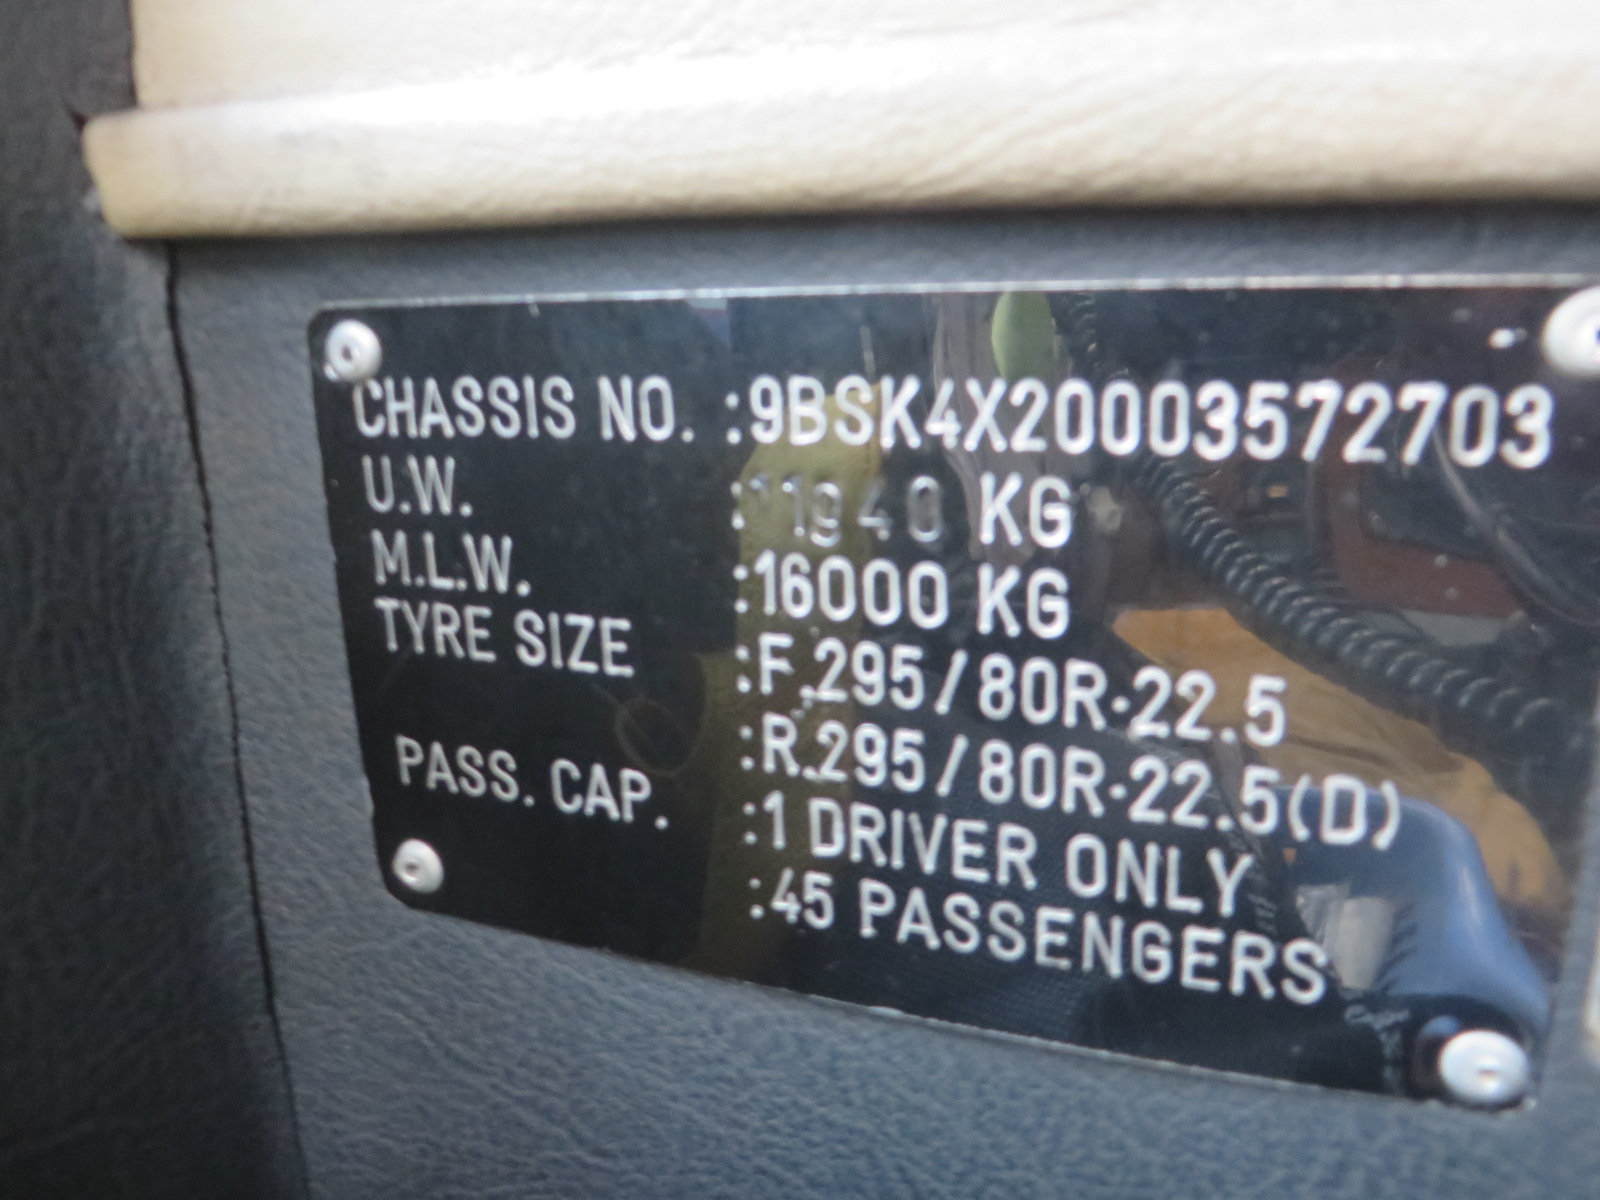 CHASSIS NO. :9BSK4X20003572703
U.W. :11940 KG
M.L.W. :16000 KG
TYRE SIZE :F.295/80R-22.5
:R.295/80R-22.5(D)
PASS. CAP. :1 DRIVER ONLY
:45 PASSENGERS